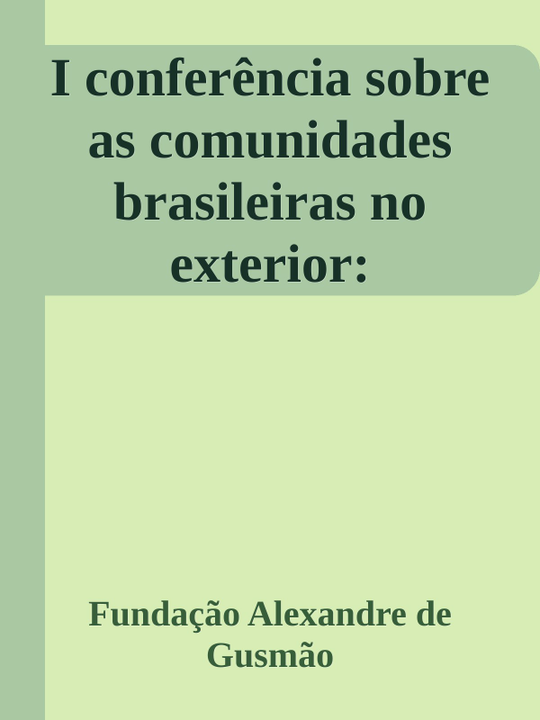 I conferência sobre
as comunidades
brasileiras no
exterior:
Fundação Alexandre de
Gusmão